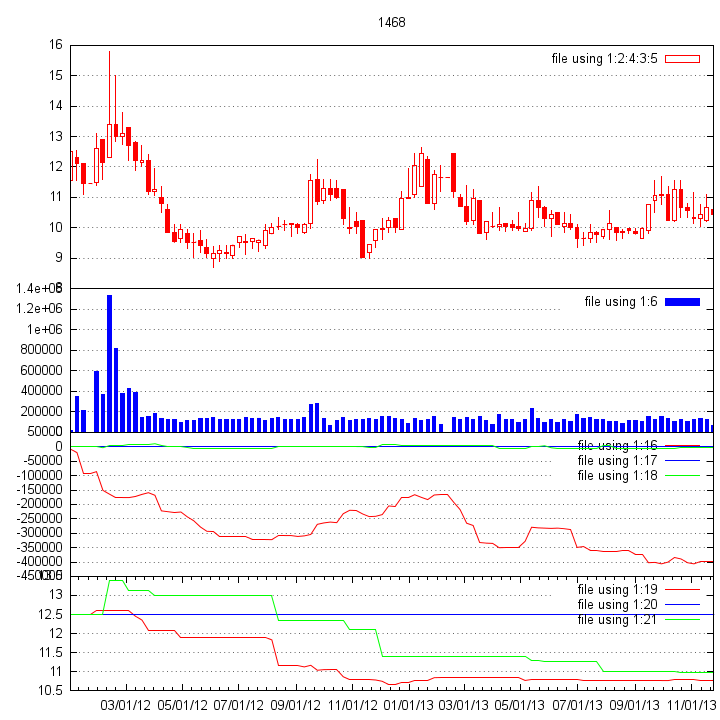 1468
16
file using 1:2:4:3:5
15
14
13
12
11
10
9
8
1.4e+06
file using 1:6
1.2e+06
1e+06
800000
600000
400000
200000
50000
0
file using 1:16
-50000
file using 1:17
-100000
file using 1:18
-150000
-200000
-250000
-300000
-350000
-400000
-450000
13.5
file using 1:19
13
file using 1:20
12.5
file using 1:21
12
11.5
11
10.5
03/01/12 05/01/12 07/01/12 09/01/12 11/01/12 01/01/13 03/01/13 05/01/13 07/01/13 09/01/13 11/01/13